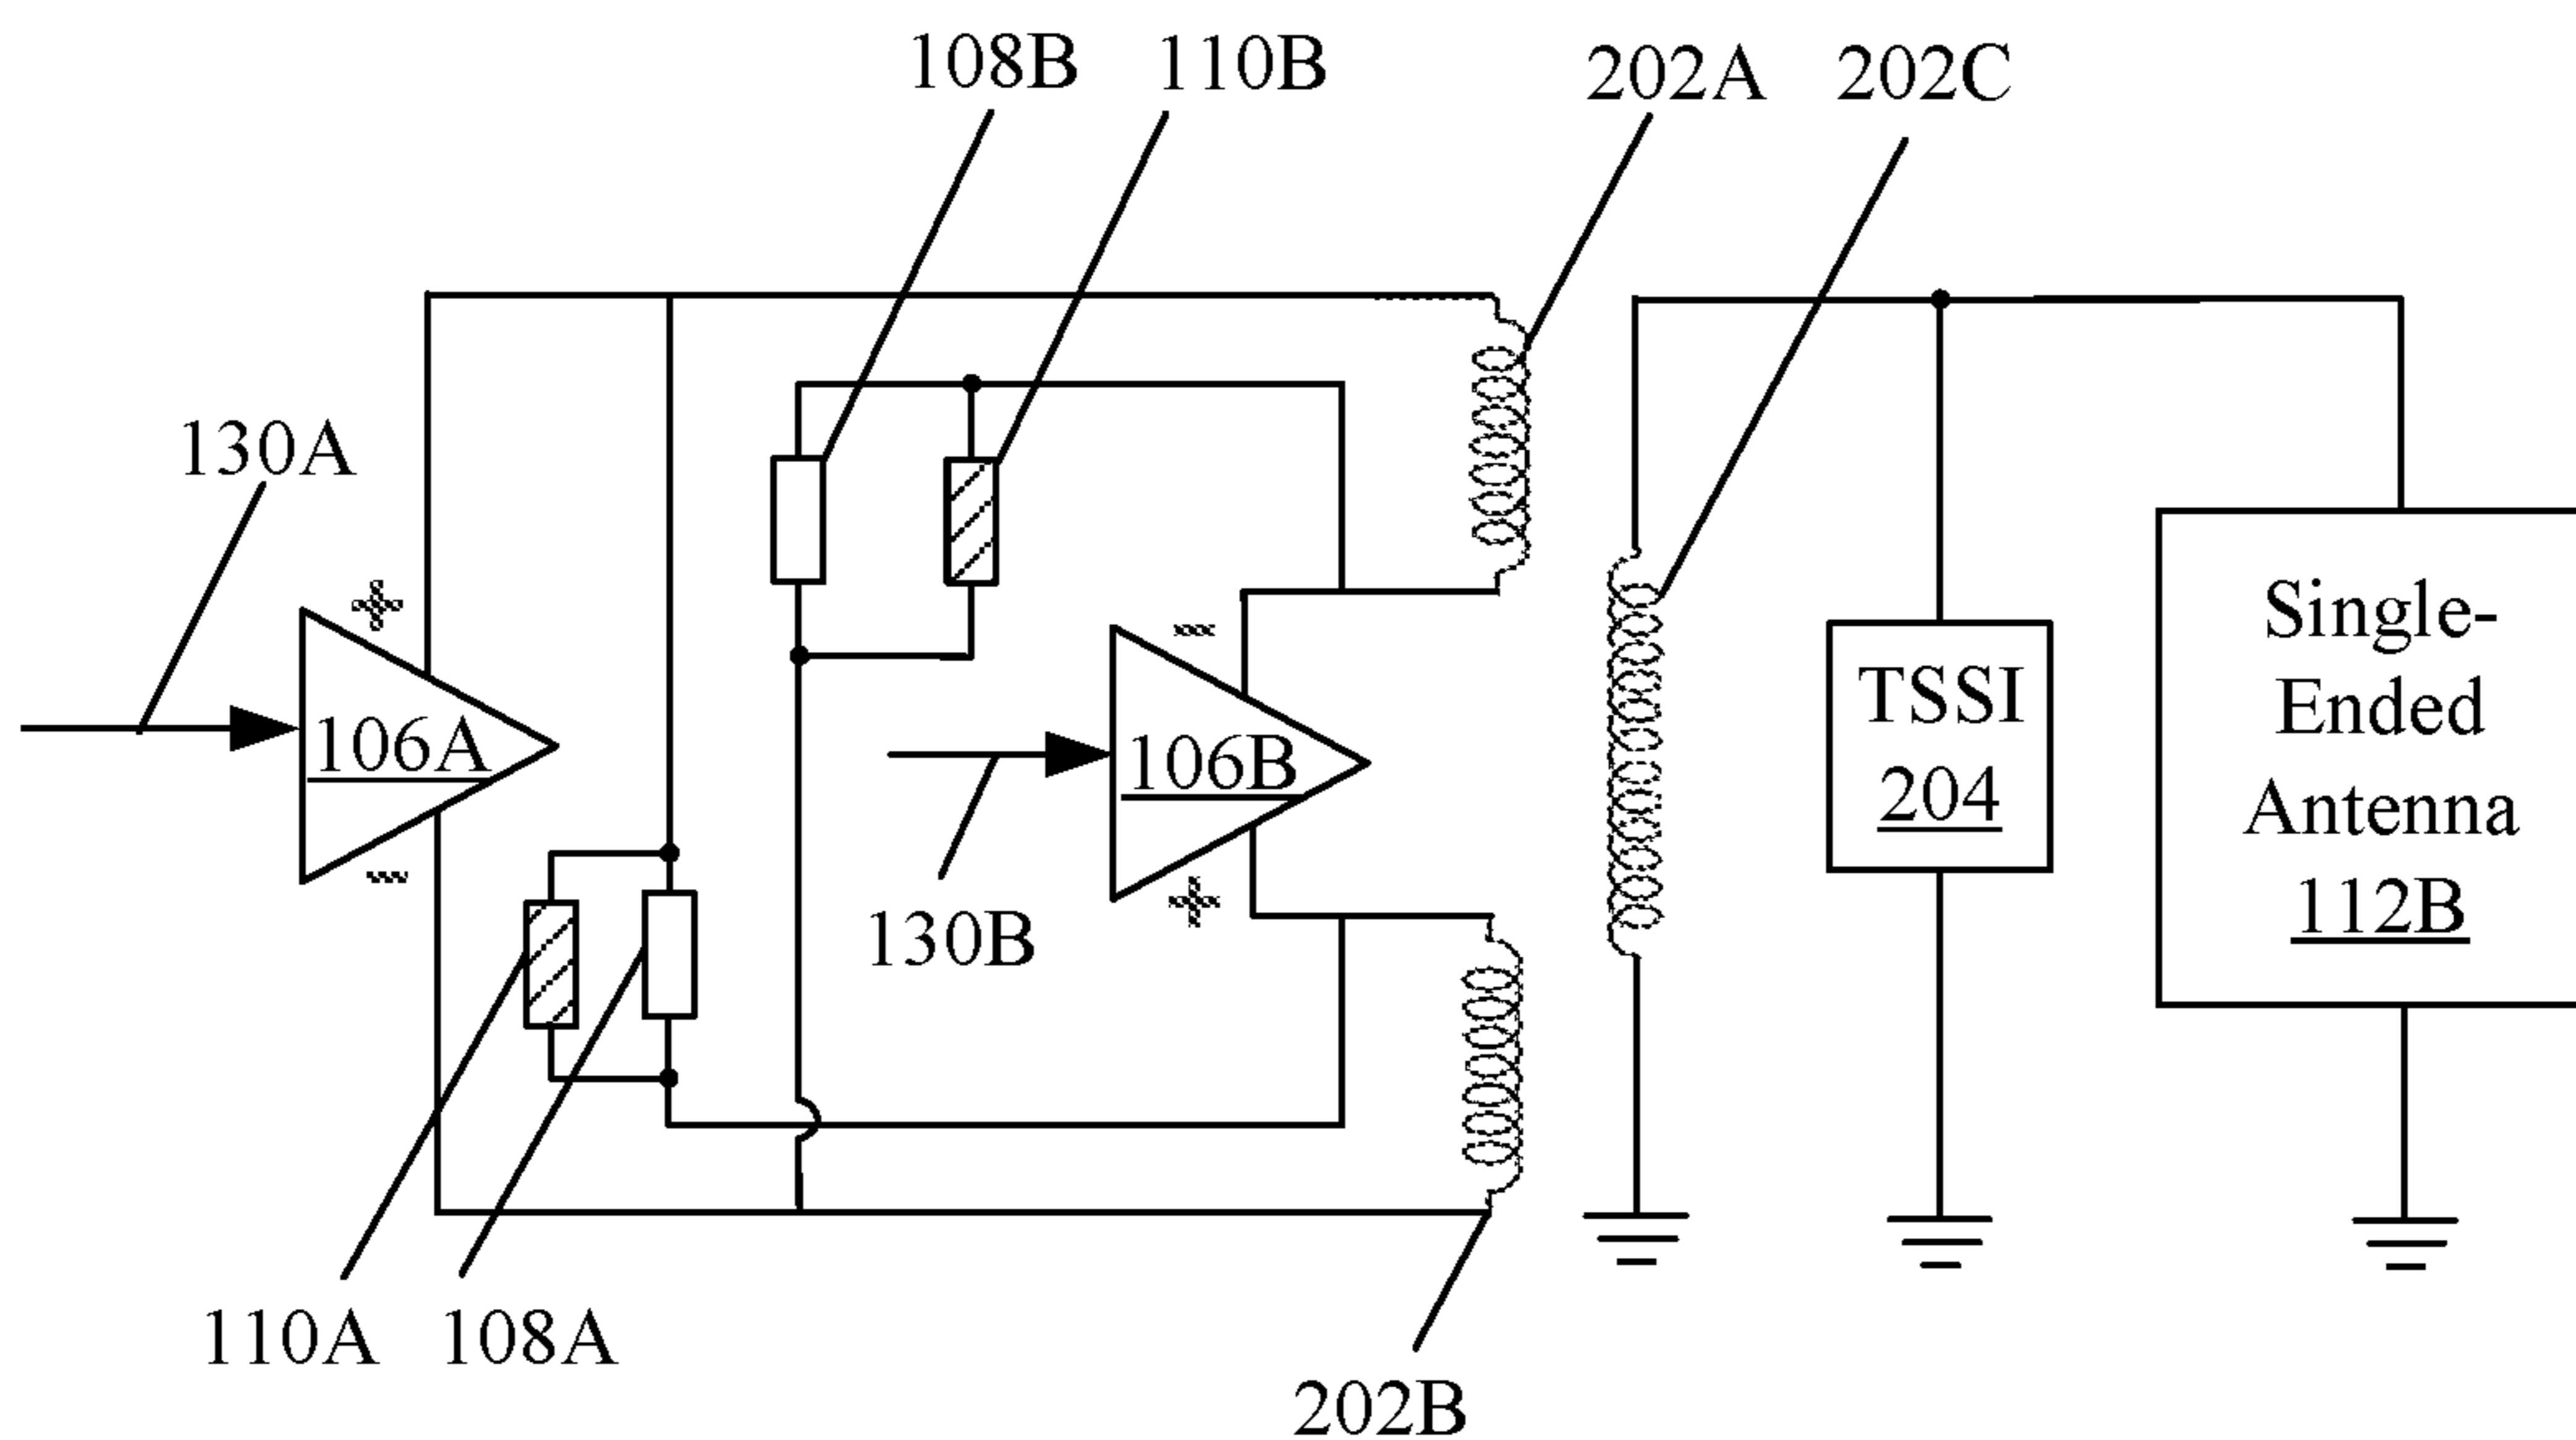 108B
110B
202A
202C
130A
+
−
106A
−
130B
106B
+
−
TSSI
204
Single-
Ended
Antenna
112B
110A
108A
202B